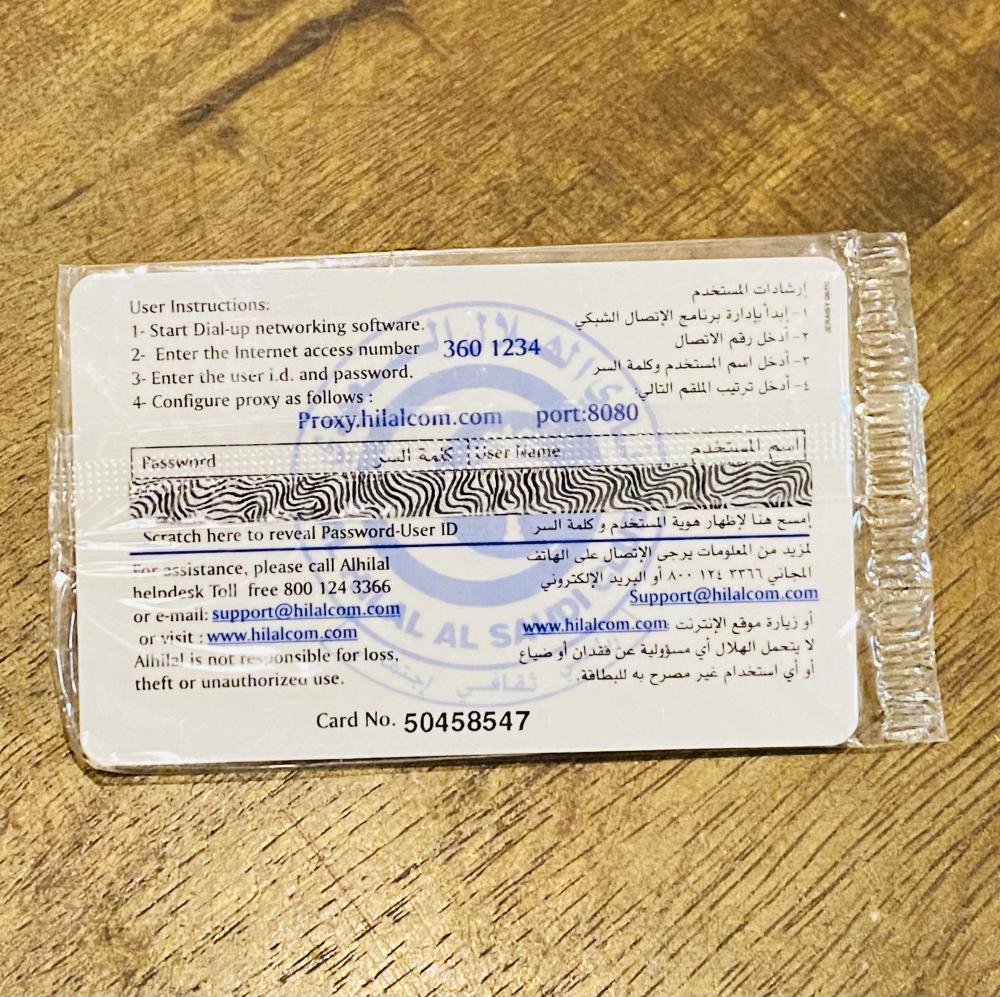 User Instructions:
1- Start Dial-up networking software.
2- Enter the Internet access number 360 1234
3- Enter the user i.d. and password.
4- Configure proxy as follows :
إرشادات المستخدم
١- إبدأ بإدارة برنامج الإتصال الشبكي
٢- أدخل رقم الاتصال
٣- أدخل اسم المستخدم وكلمة السر
٤- أدخل ترتيب الملقم التالي:
Proxy.hilalcom.com port:8080
Password كلمة السر User Name اسم المستخدم
Scratch here to reveal Password-User ID إمسح هنا لإظهار هوية المستخدم و كلمة السر
For assistance, please call Alhilal
helpdesk Toll free 800 124 3366
or e-mail: support@hilalcom.com
or visit : www.hilalcom.com
Alhilal is not responsible for loss,
theft or unauthorized use.
لمزيد من المعلومات يرجى الإتصال على الهاتف
المجاني ٣٣٦٦ ١٢٤ ٨٠٠ أو البريد الإلكتروني
Support@hilalcom.com
أو زيارة موقع الإنترنت www.hilalcom.com
لا يتحمل الهلال أي مسؤولية عن فقدان أو ضياع
أو أي استخدام غير مصرح به للبطاقة.
Card No. 50458547
AL SAUDI
ثقافي